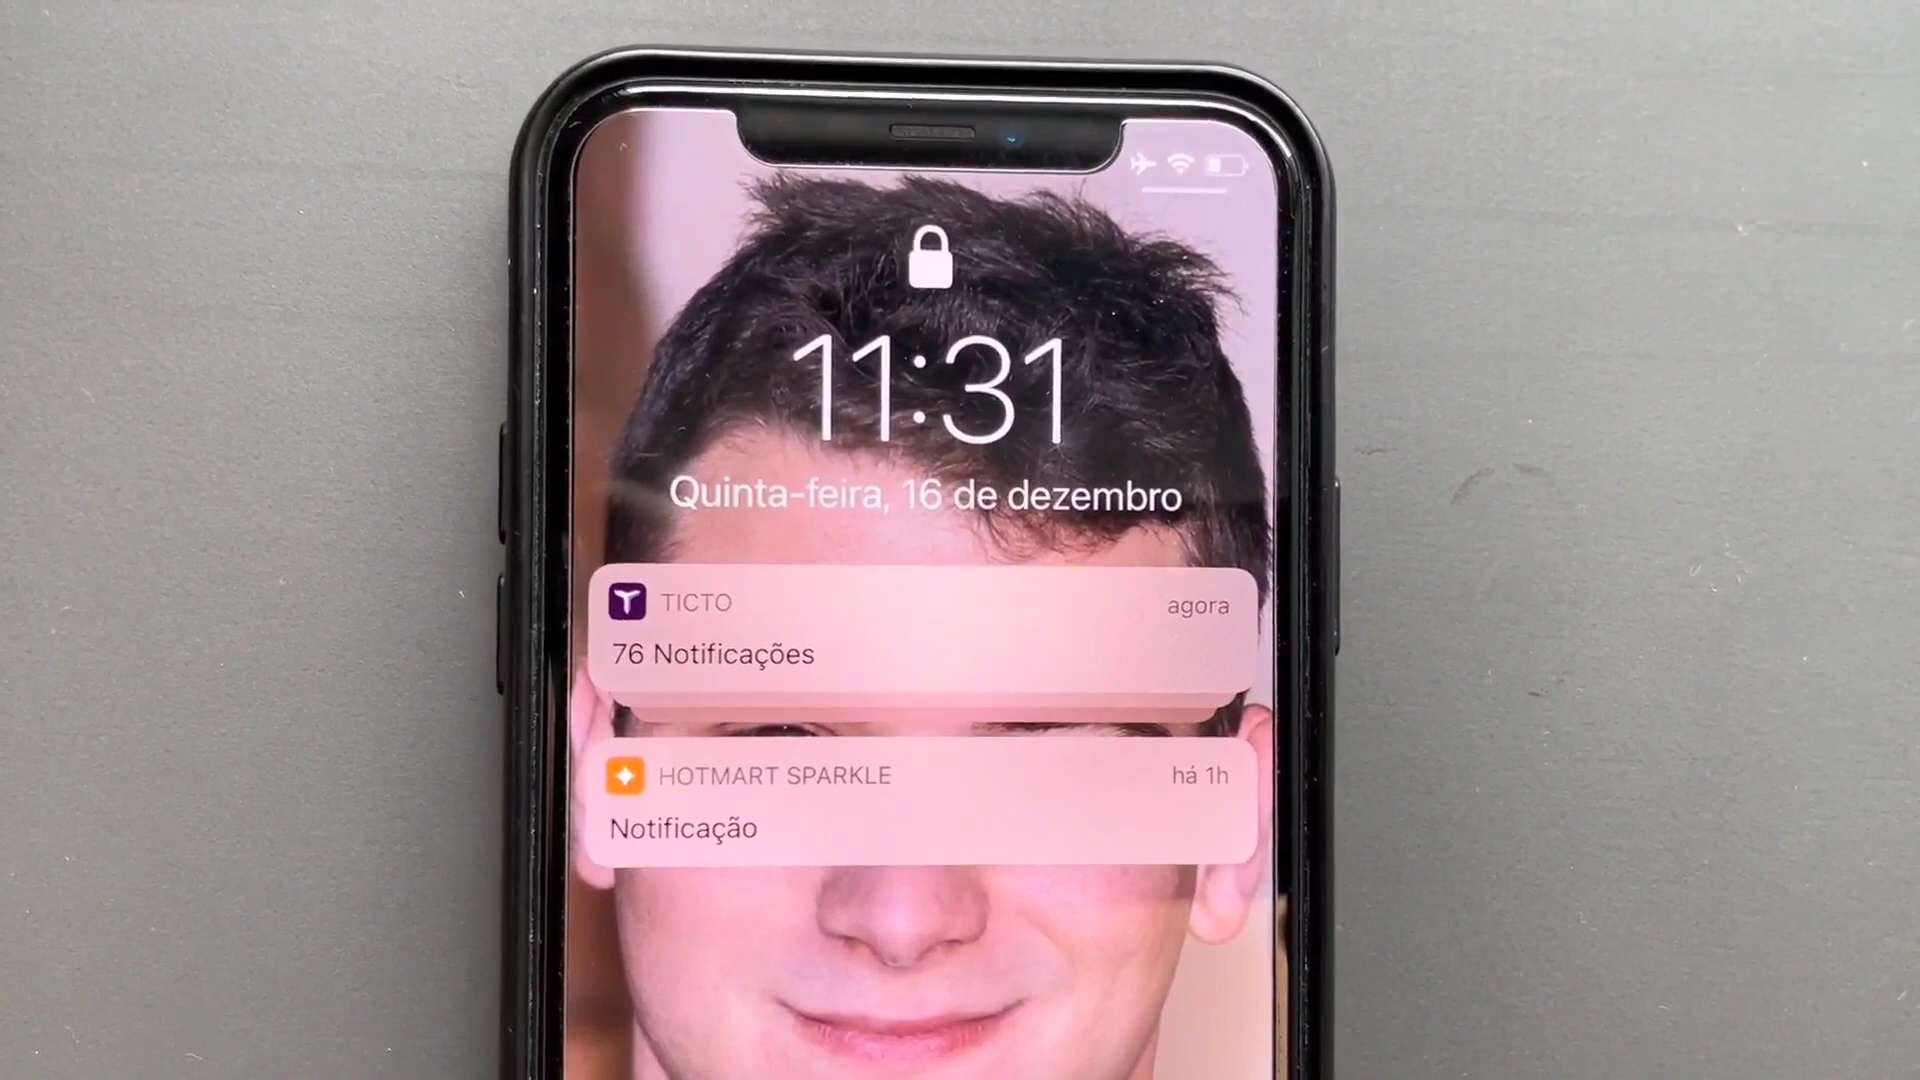 11:31
Quinta-feira, 16 de dezembro
TICTO
agora
76 Notificações
HOTMART SPARKLE
há 1h
Notificação